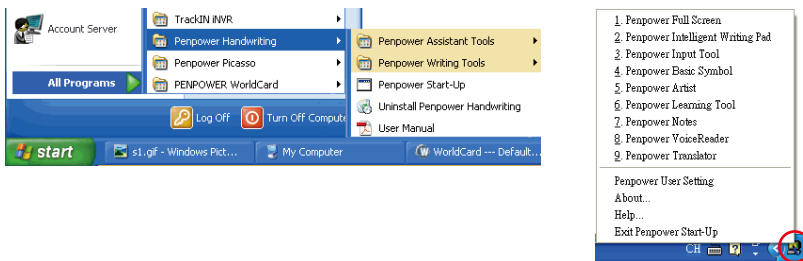 Account Server
TrackIN iNVR
Penpower Handwriting
Penpower Picasso
PENPOWER WorldCard
All Programs
Penpower Assistant Tools
Penpower Writing Tools
Penpower Start-Up
Uninstall Penpower Handwriting
User Manual
Log Off
Turn Off Compute
start
s1.gif - Windows Pict...
My Computer
WorldCard --- Default...
1. Penpower Full Screen
2. Penpower Intelligent Writing Pad
3. Penpower Input Tool
4. Penpower Basic Symbol
5. Penpower Artist
6. Penpower Learning Tool
7. Penpower Notes
8. Penpower VoiceReader
9. Penpower Translator
Penpower User Setting
About...
Help...
Exit Penpower Start-Up
CH